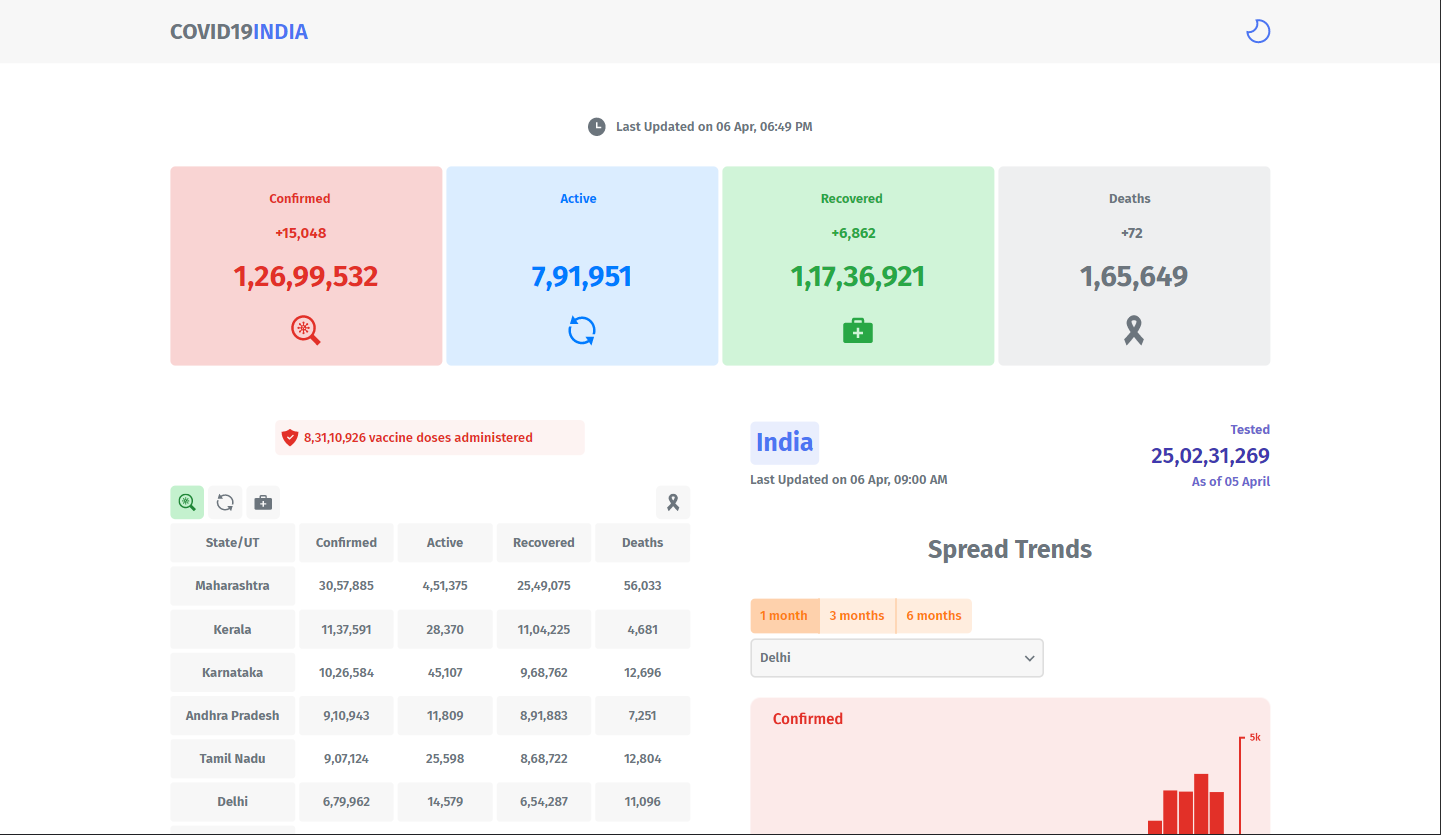 COVID19INDIA
Last Updated on 06 Apr, 06:49 PM
Confirmed
+15,048
1,26,99,532
Active
7,91,951
Recovered
+6,862
1,17,36,921
Deaths
+72
1,65,649
8,31,10,926 vaccine doses administered
State/UT Confirmed Active Recovered Deaths
Maharashtra 30,57,885 4,51,375 25,49,075 56,033
Kerala 11,37,591 28,370 11,04,225 4,681
Karnataka 10,26,584 45,107 9,68,762 12,696
Andhra Pradesh 9,10,943 11,809 8,91,883 7,251
Tamil Nadu 9,07,124 25,598 8,68,722 12,804
Delhi 6,79,962 14,579 6,54,287 11,096
India
Last Updated on 06 Apr, 09:00 AM
Tested
25,02,31,269
As of 05 April
Spread Trends
1 month 3 months 6 months
Delhi
Confirmed
5k